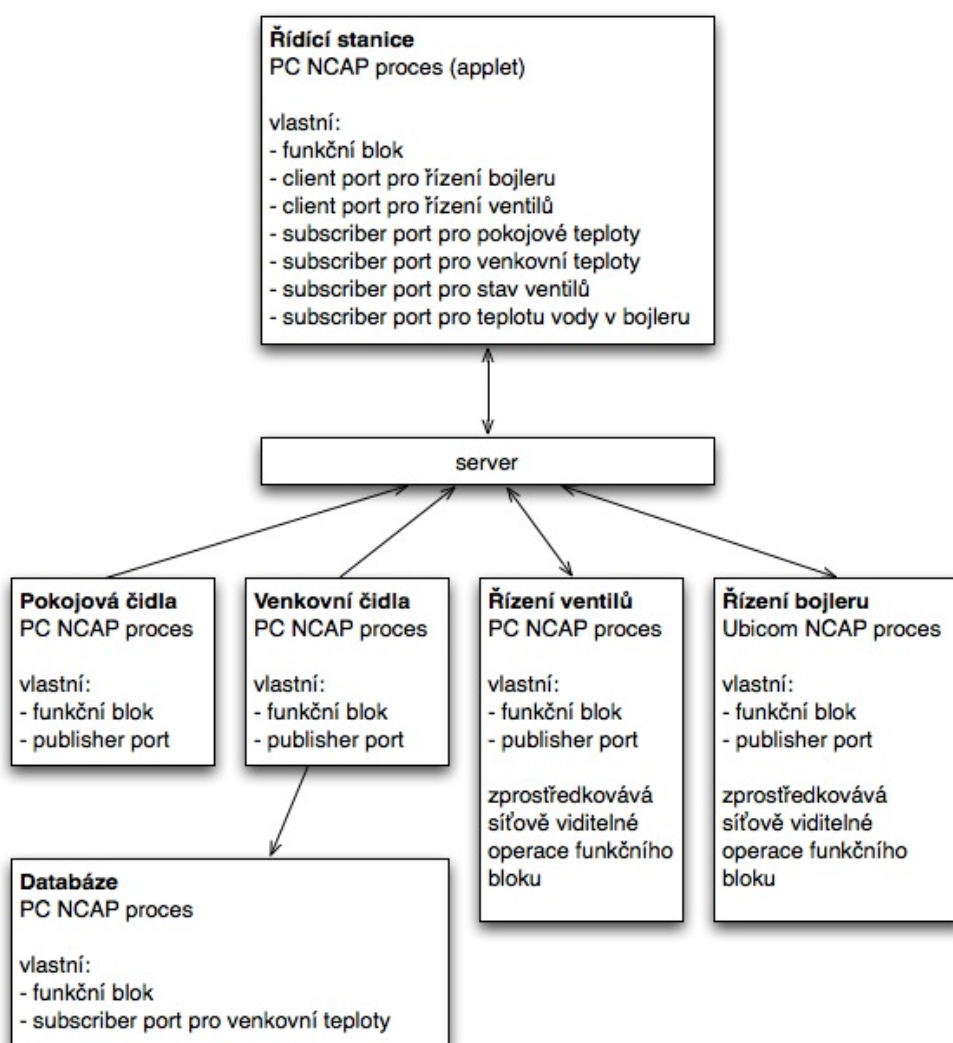 Řídící stanice
PC NCAP proces (applet)
vlastní:
- funkční blok
- client port pro řízení bojleru
- client port pro řízení ventilů
- subscriber port pro pokojové teploty
- subscriber port pro venkovní teploty
- subscriber port pro stav ventilů
- subscriber port pro teplotu vody v bojleru
server
Pokojová čidla
PC NCAP proces
vlastní:
- funkční blok
- publisher port
Venkovní čidla
PC NCAP proces
vlastní:
- funkční blok
- publisher port
Řízení ventilů
PC NCAP proces
vlastní:
- funkční blok
- publisher port
zprostředkovává
síťově viditelné
operace funkčního
bloku
Řízení bojleru
Ubicom NCAP proces
vlastní:
- funkční blok
- publisher port
zprostředkovává
síťově viditelné
operace funkčního
bloku
Databáze
PC NCAP proces
vlastní:
- funkční blok
- subscriber port pro venkovní teploty